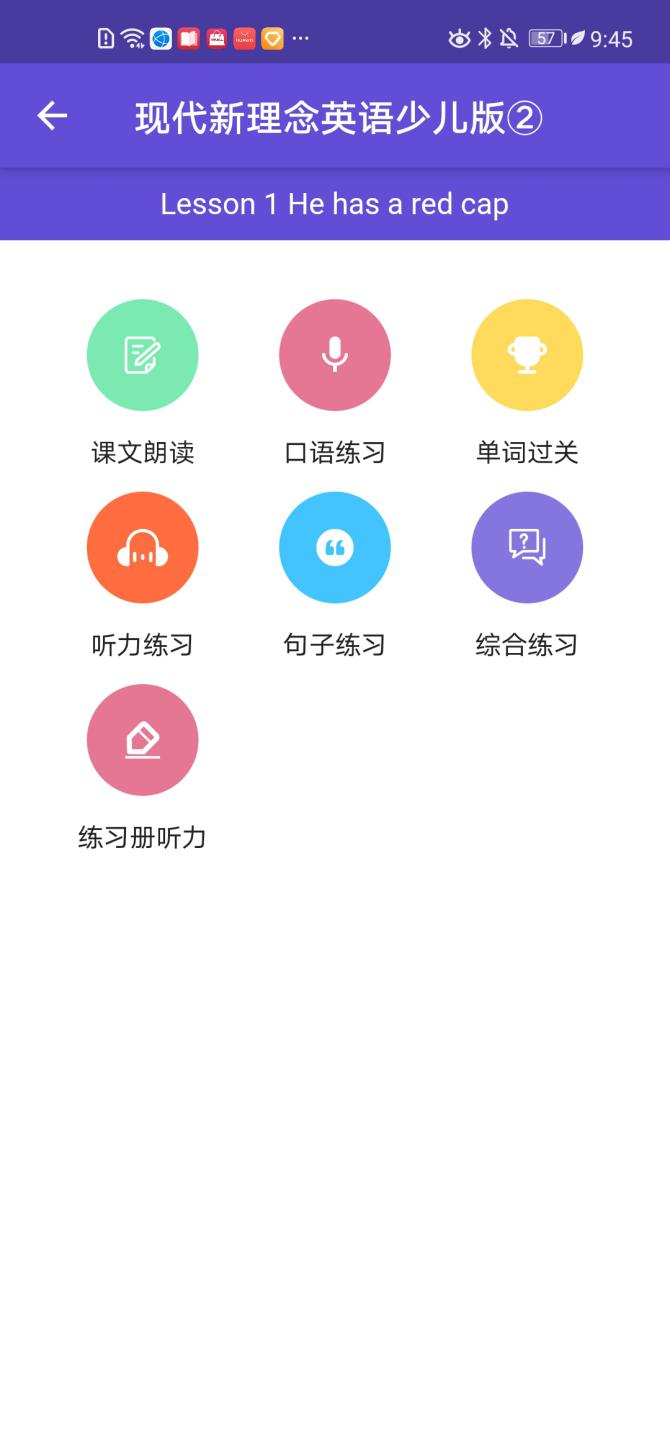 57 9:45
现代新理念英语少儿版②
Lesson 1 He has a red cap
课文朗读 口语练习 单词过关
听力练习 句子练习 综合练习
练习册听力